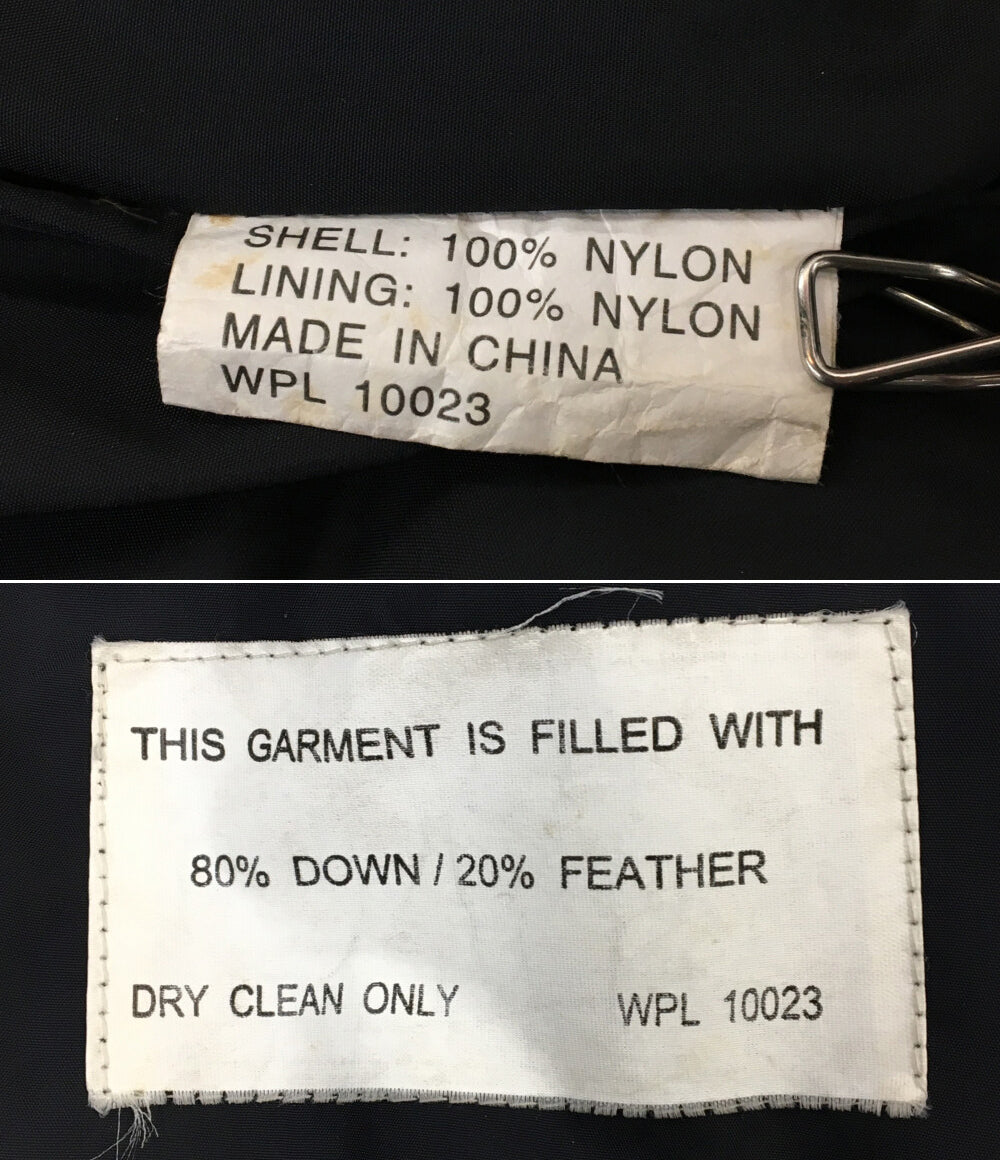 SHELL: 100% NYLON
LINING: 100% NYLON
MADE IN CHINA
WPL 10023
THIS GARMENT IS FILLED WITH
80% DOWN / 20% FEATHER
DRY CLEAN ONLY WPL 10023